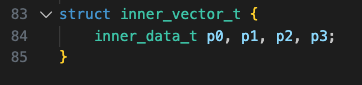 83 struct inner_vector_t {
84 inner_data_t p0, p1, p2, p3;
85 }